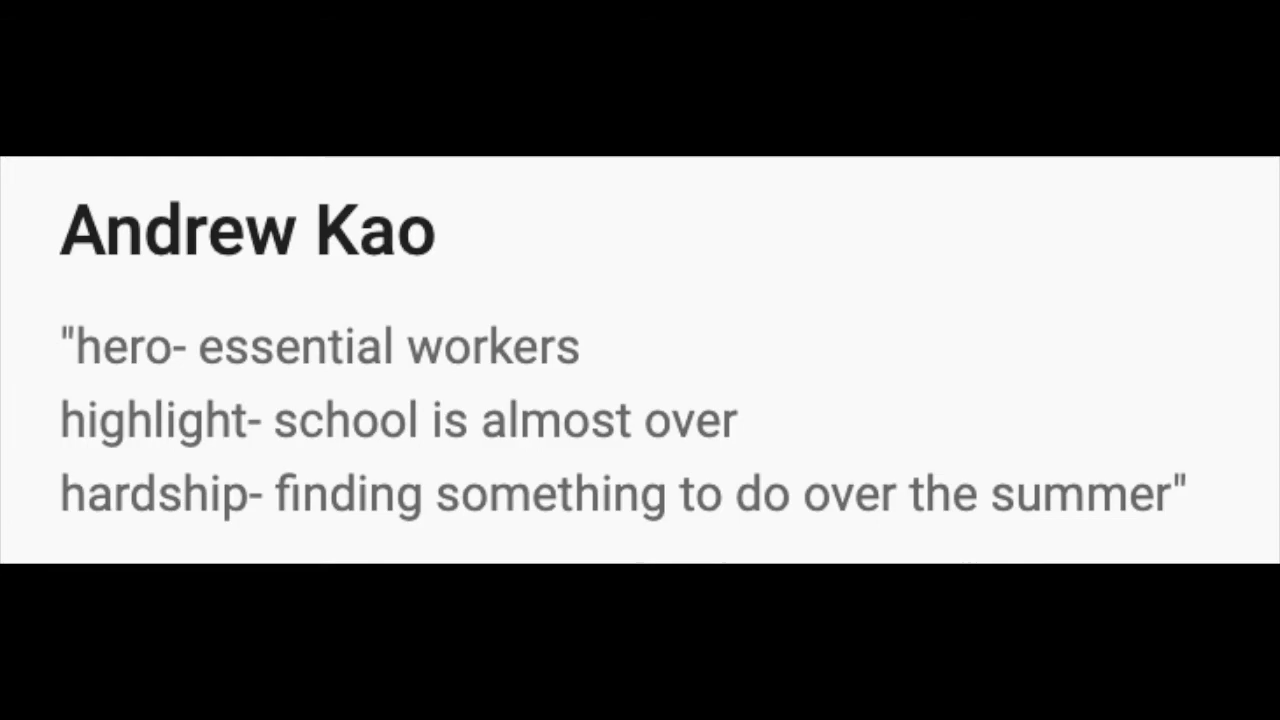 Andrew Kao
"hero- essential workers
highlight- school is almost over
hardship- finding something to do over the summer"